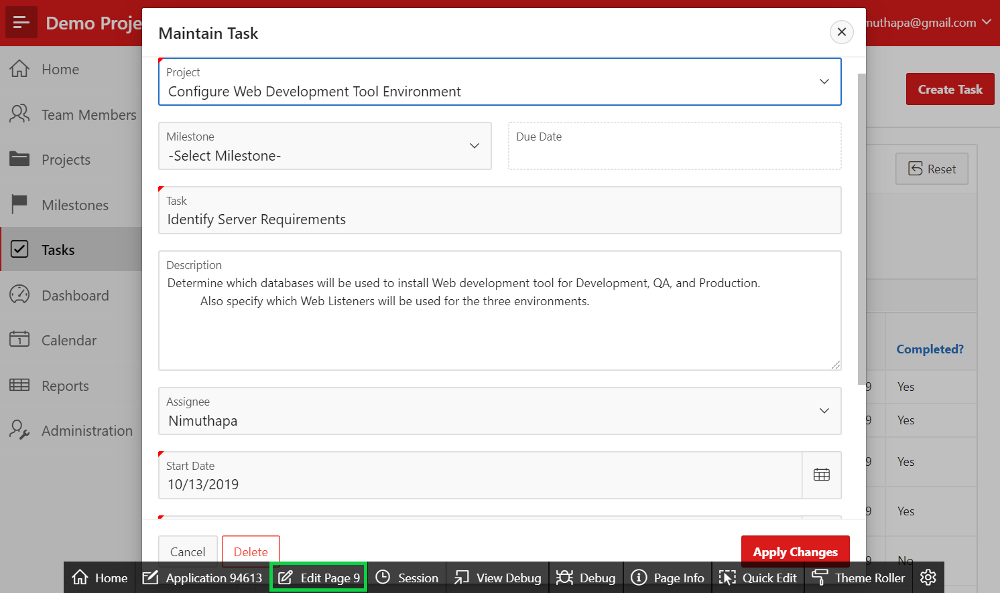 Demo Proje
muthapa@gmail.com
Maintain Task
Home
Team Members
Projects
Milestones
Tasks
Dashboard
Calendar
Reports
Administration
Project
Configure Web Development Tool Environment
Milestone
-Select Milestone-
Due Date
Task
Identify Server Requirements
Description
Determine which databases will be used to install Web development tool for Development, QA, and Production.
Also specify which Web Listeners will be used for the three environments.
Assignee
Nimuthapa
Start Date
10/13/2019
Cancel
Delete
Apply Changes
Create Task
Reset
Completed?
9 Yes
9 Yes
9 Yes
9 Yes
9 No
Home
Application 94613
Edit Page 9
Session
View Debug
Debug
Page Info
Quick Edit
Theme Roller